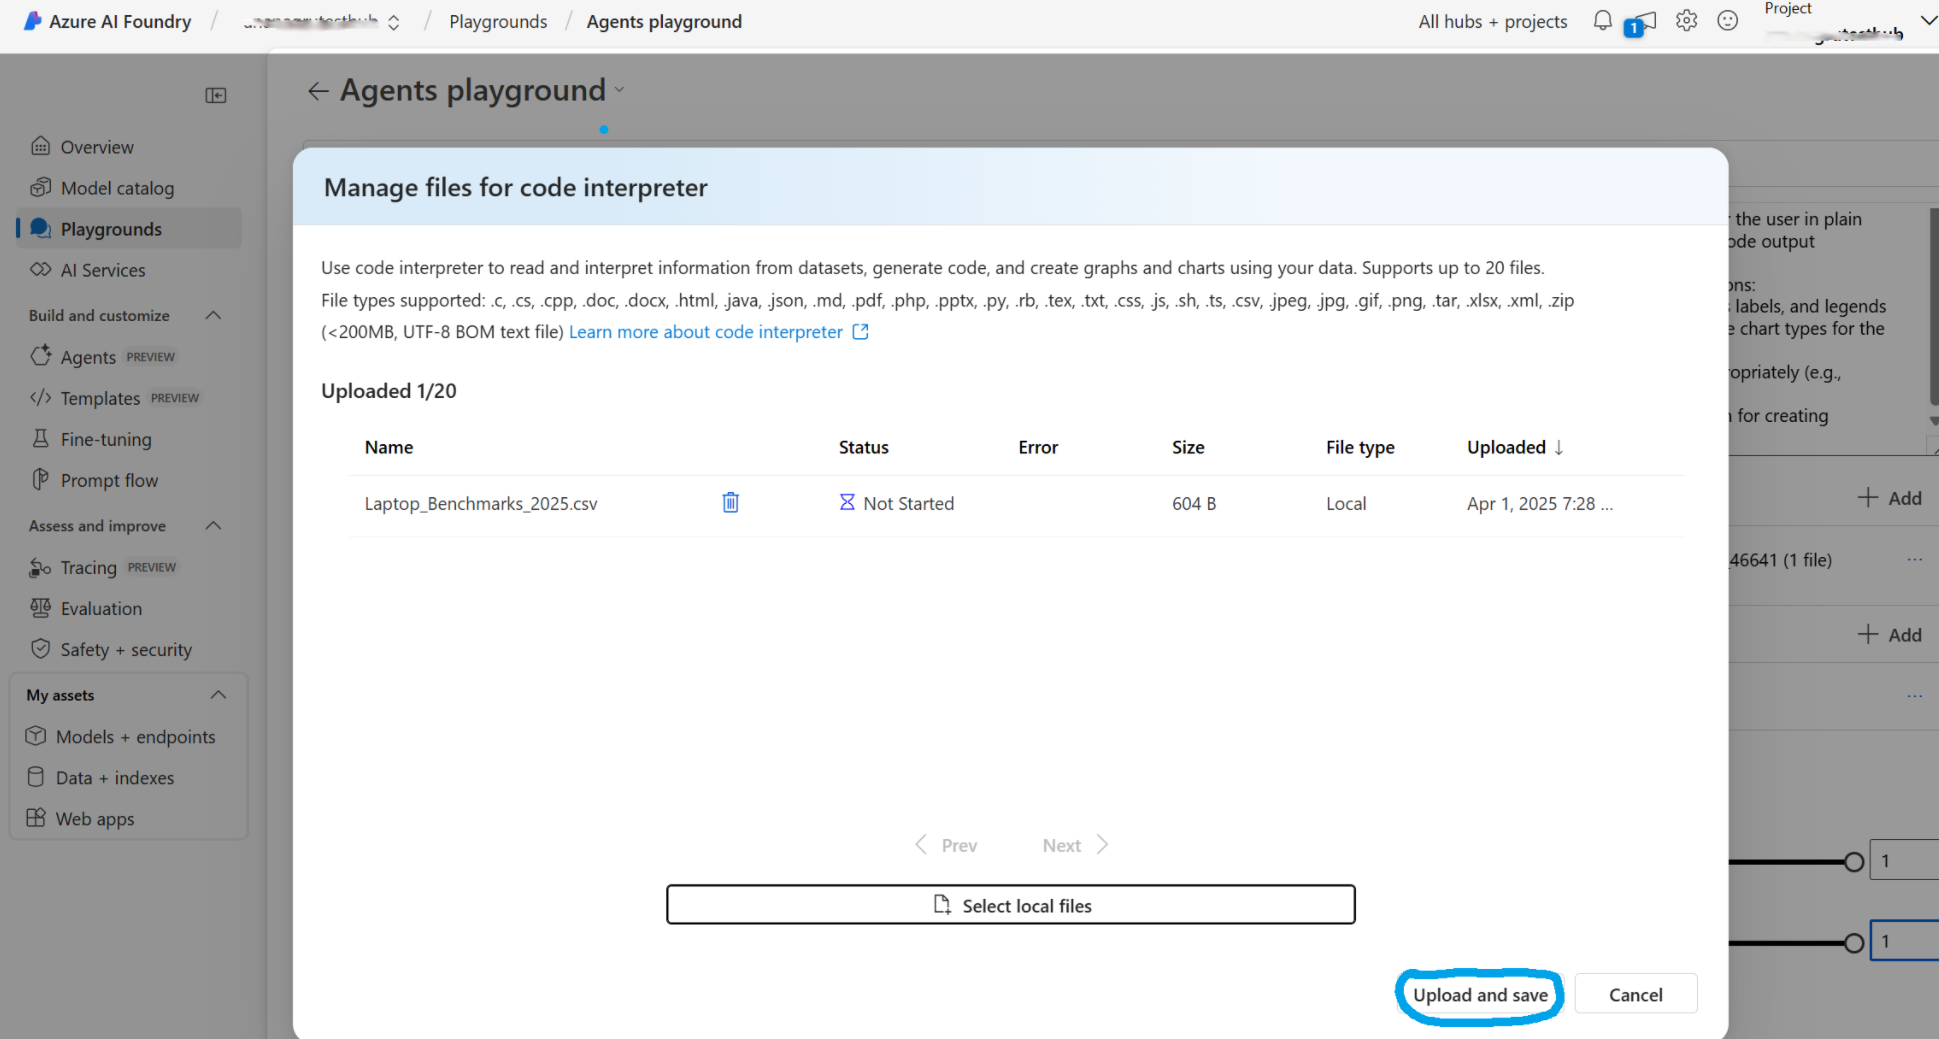 Azure AI Foundry / / Playgrounds / Agents playground
All hubs + projects
1
Project
Agents playground
Overview
Model catalog
Playgrounds
AI Services
Build and customize
Agents PREVIEW
Templates PREVIEW
Fine-tuning
Prompt flow
Assess and improve
Tracing PREVIEW
Evaluation
Safety + security
My assets
Models + endpoints
Data + indexes
Web apps
Manage files for code interpreter
Use code interpreter to read and interpret information from datasets, generate code, and create graphs and charts using your data. Supports up to 20 files.
File types supported: .c, .cs, .cpp, .doc, .docx, .html, .java, .json, .md, .pdf, .php, .pptx, .py, .rb, .tex, .txt, .css, .js, .sh, .ts, .csv, .jpeg, .jpg, .gif, .png, .tar, .xlsx, .xml, .zip
(<200MB, UTF-8 BOM text file) Learn more about code interpreter
Uploaded 1/20
Name Status Error Size File type Uploaded ↓
Laptop_Benchmarks_2025.csv Not Started 604 B Local Apr 1, 2025 7:28 ...
Prev Next
Select local files
Upload and save Cancel
the user in plain
ode output
ons:
labels, and legends
chart types for the
opriately (e.g.,
for creating
+ Add
46641 (1 file) ...
+ Add
...
1
1